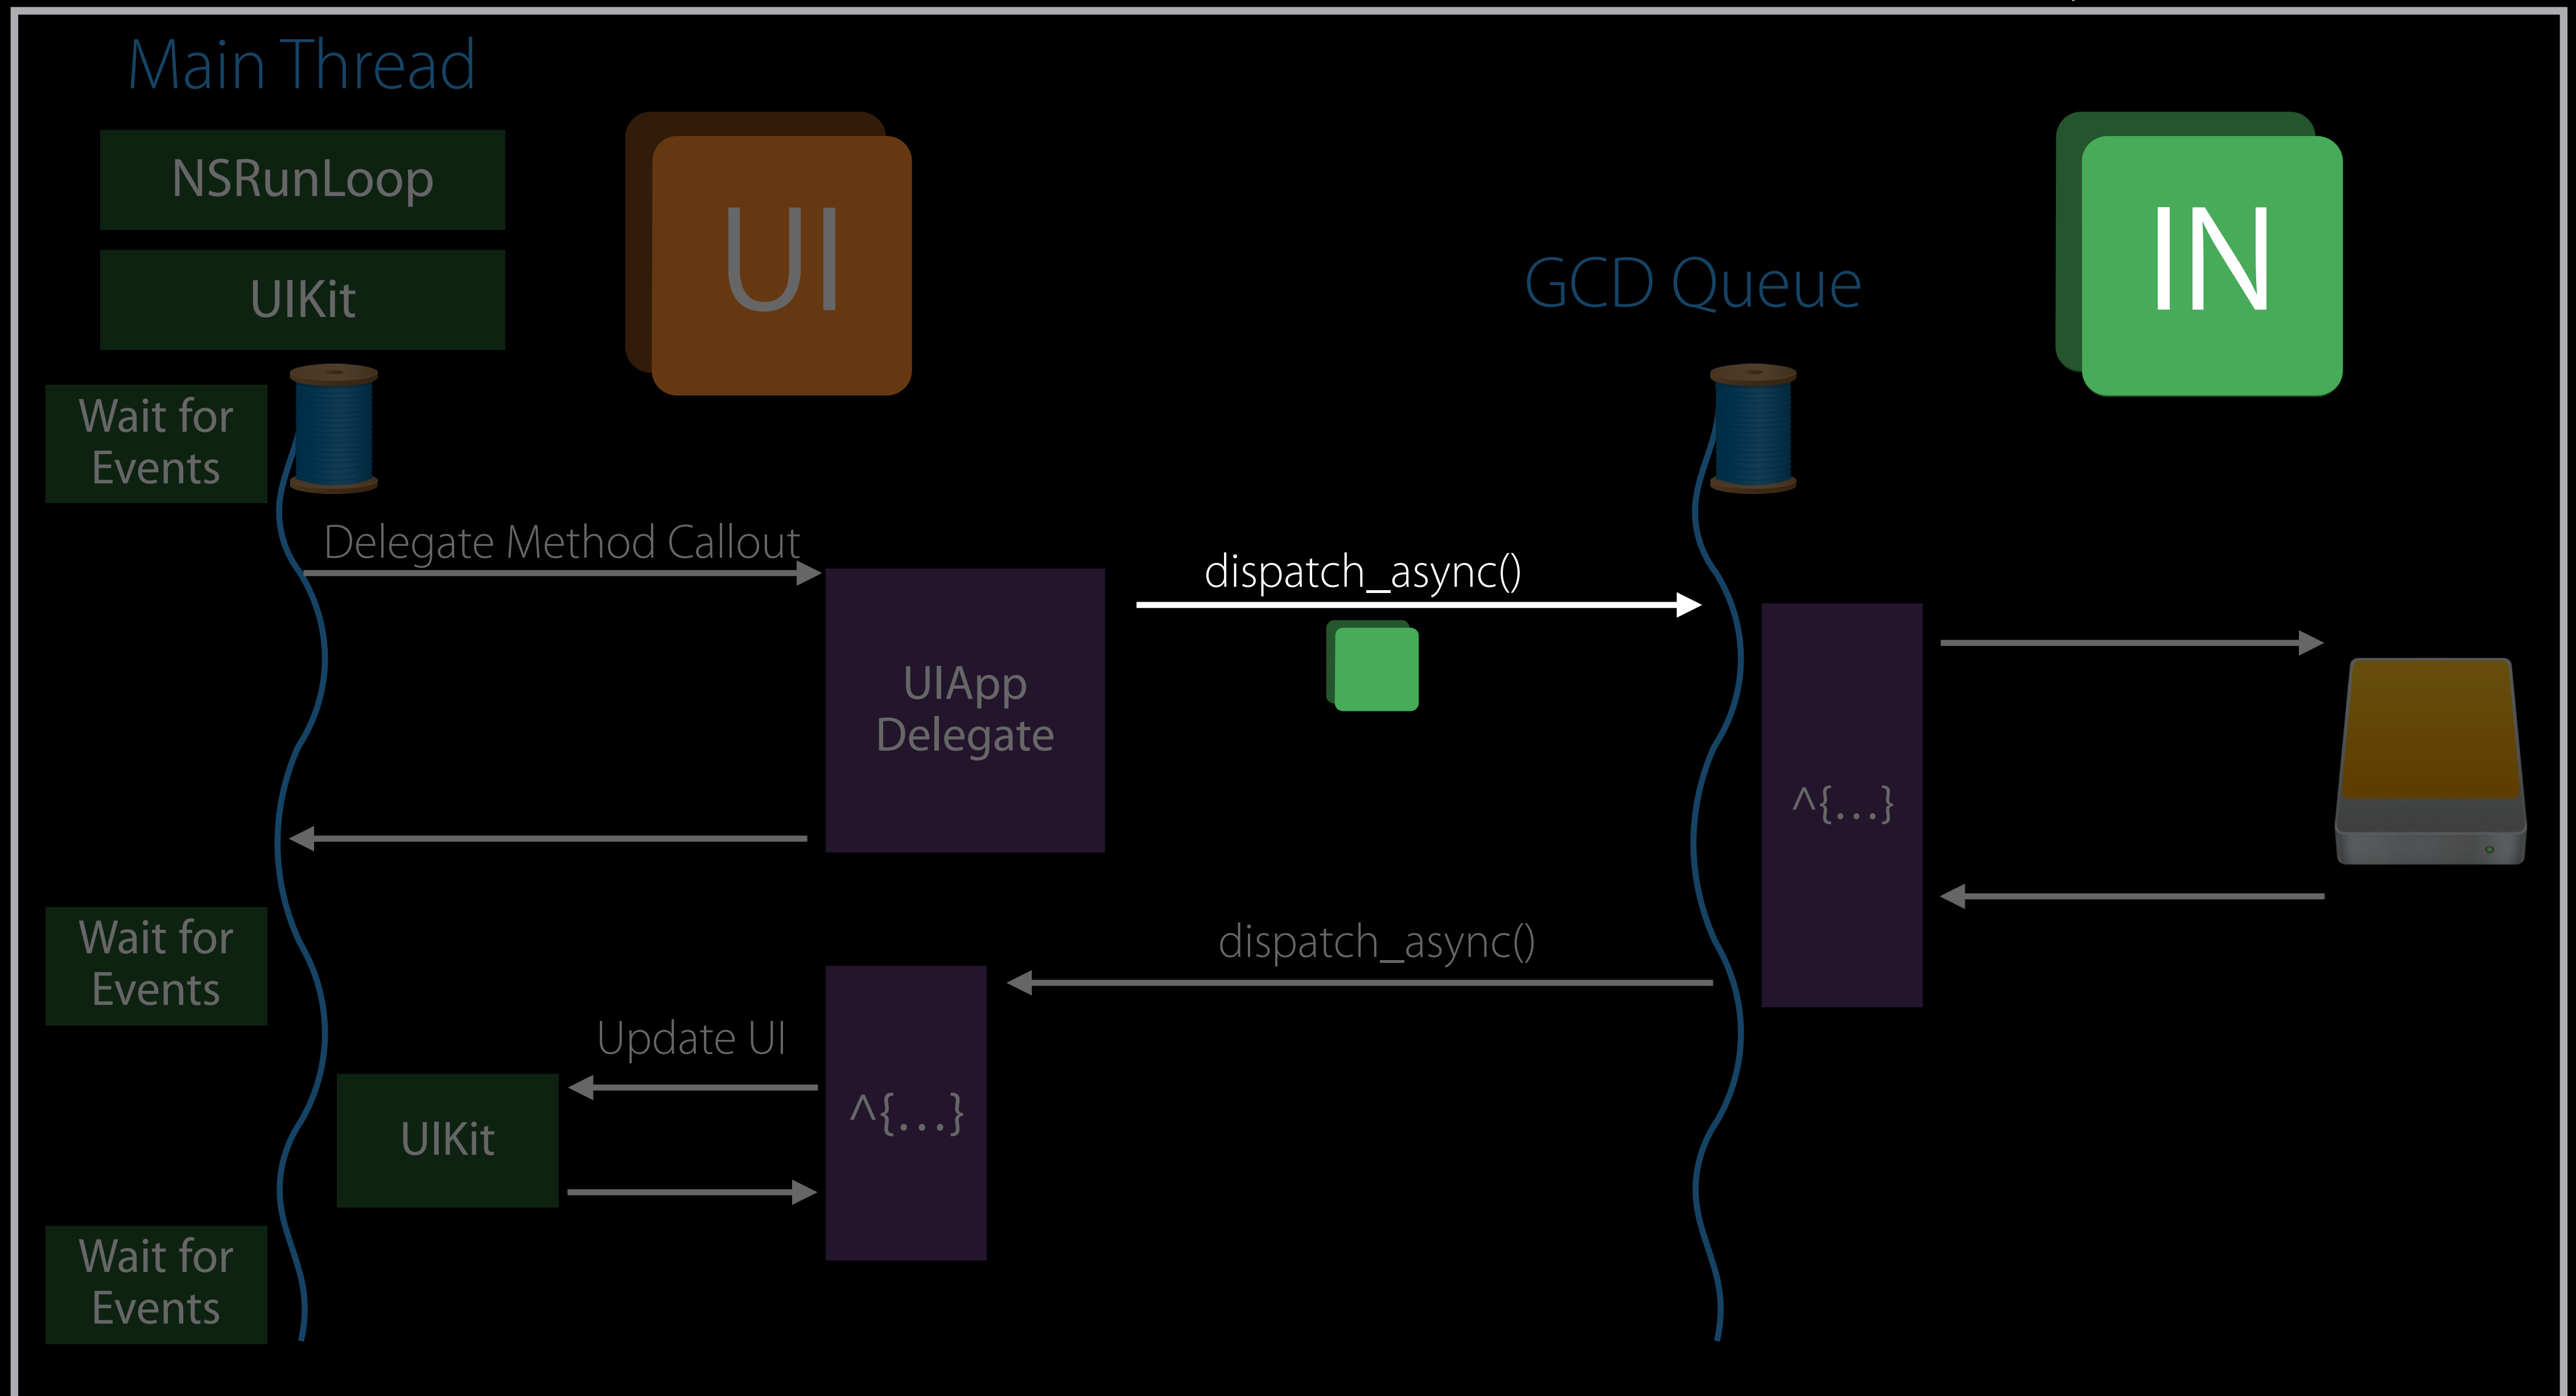 Main Thread
NSRunLoop
UIKit
UI
GCD Queue
IN
Wait for
Events
Delegate Method Callout
dispatch_async()
UIApp
Delegate
^{…}
Wait for
Events
dispatch_async()
Update UI
^{…}
UIKit
Wait for
Events